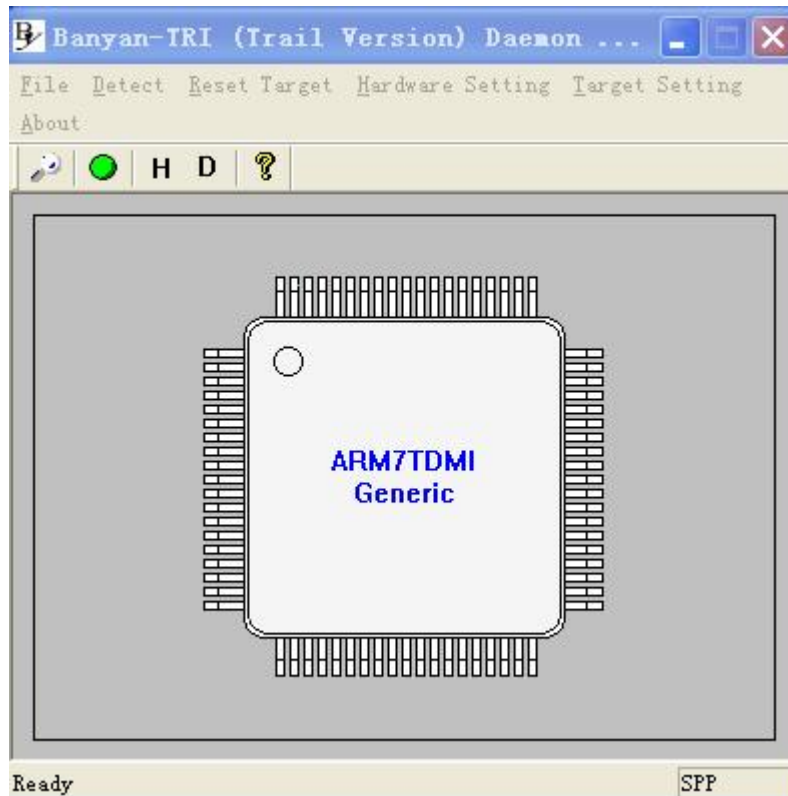 Banyan-TRI (Trail Version) Daemon ...
File Detect Reset Target Hardware Setting Target Setting
About
H D ?
ARM7TDMI
Generic
Ready SPP